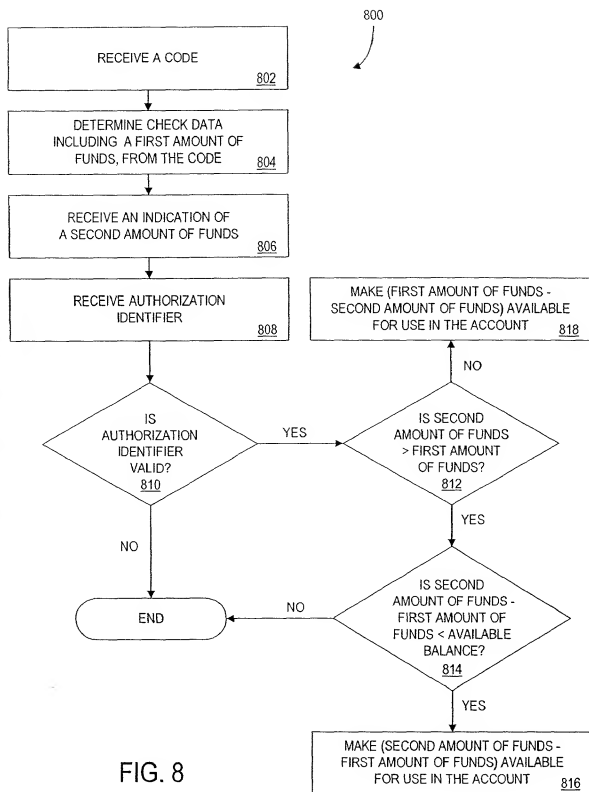 800
RECEIVE A CODE
802
DETERMINE CHECK DATA
INCLUDING A FIRST AMOUNT OF
FUNDS, FROM THE CODE
804
RECEIVE AN INDICATION OF
A SECOND AMOUNT OF FUNDS
806
RECEIVE AUTHORIZATION
IDENTIFIER
808
MAKE (FIRST AMOUNT OF FUNDS -
SECOND AMOUNT OF FUNDS) AVAILABLE
FOR USE IN THE ACCOUNT
818
NO
IS
AUTHORIZATION
IDENTIFIER
VALID?
810
YES
IS SECOND
AMOUNT OF FUNDS
> FIRST AMOUNT
OF FUNDS?
812
YES
NO
END
NO
IS SECOND
AMOUNT OF FUNDS -
FIRST AMOUNT OF
FUNDS < AVAILABLE
BALANCE?
814
YES
MAKE (SECOND AMOUNT OF FUNDS -
FIRST AMOUNT OF FUNDS) AVAILABLE
FOR USE IN THE ACCOUNT
816
FIG. 8